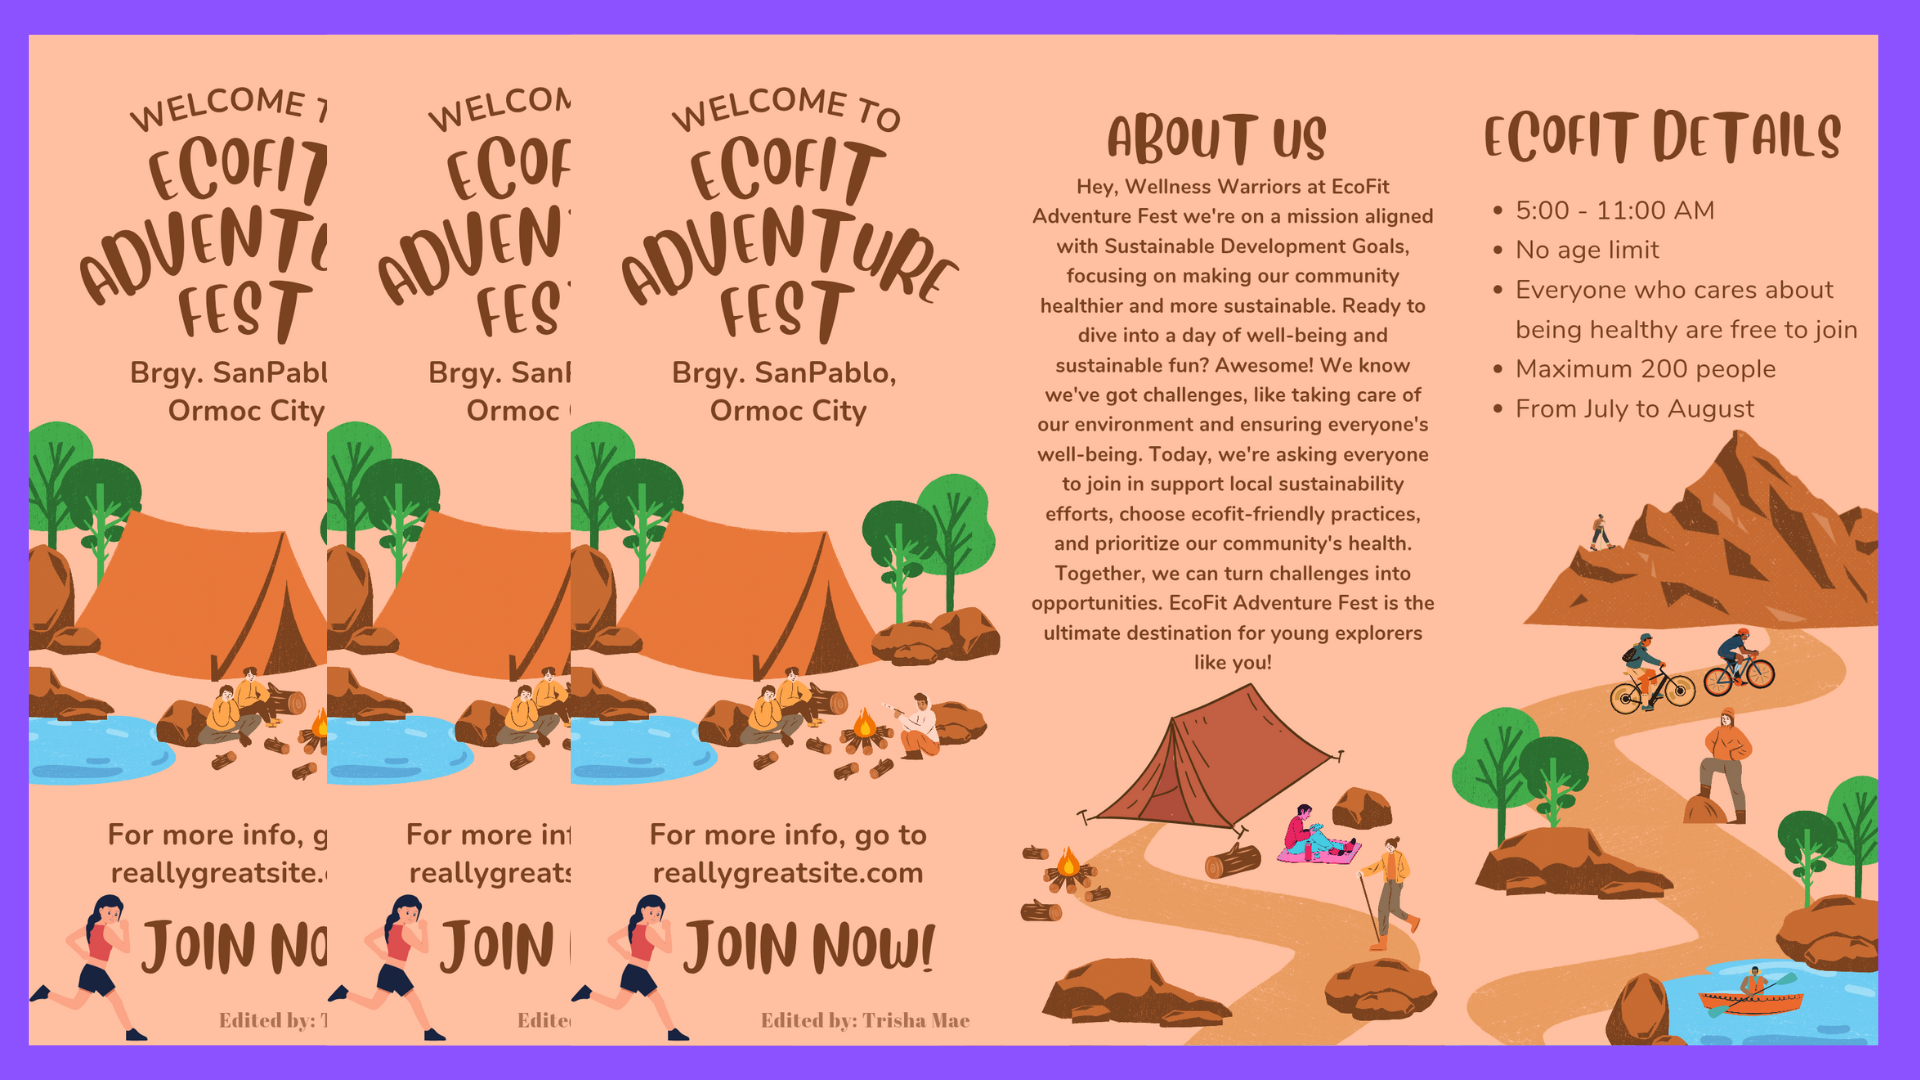 WELCOME T
ECOFIT
ADVENTU
FEST
Brgy. SanPabl
Ormoc City
For more info, g
reallygreatsite.
JOIN NO
Edited by: T
WELCOM
ECOF
ADVEN
FES
Brgy. San
Ormoc
For more inf
reallygreats
JOIN
Edite
WELCOME TO
ECOFIT
ADVENTURE
FEST
Brgy. SanPablo,
Ormoc City
For more info, go to
reallygreatsite.com
JOIN NOW!
Edited by: Trisha Mae
ABOUT US
Hey, Wellness Warriors at EcoFit
Adventure Fest we're on a mission aligned
with Sustainable Development Goals,
focusing on making our community
healthier and more sustainable. Ready to
dive into a day of well-being and
sustainable fun? Awesome! We know
we've got challenges, like taking care of
our environment and ensuring everyone's
well-being. Today, we're asking everyone
to join in support local sustainability
efforts, choose ecofit-friendly practices,
and prioritize our community's health.
Together, we can turn challenges into
opportunities. EcoFit Adventure Fest is the
ultimate destination for young explorers
like you!
ECOFIT DETAILS
• 5:00 - 11:00 AM
• No age limit
• Everyone who cares about
being healthy are free to join
• Maximum 200 people
• From July to August